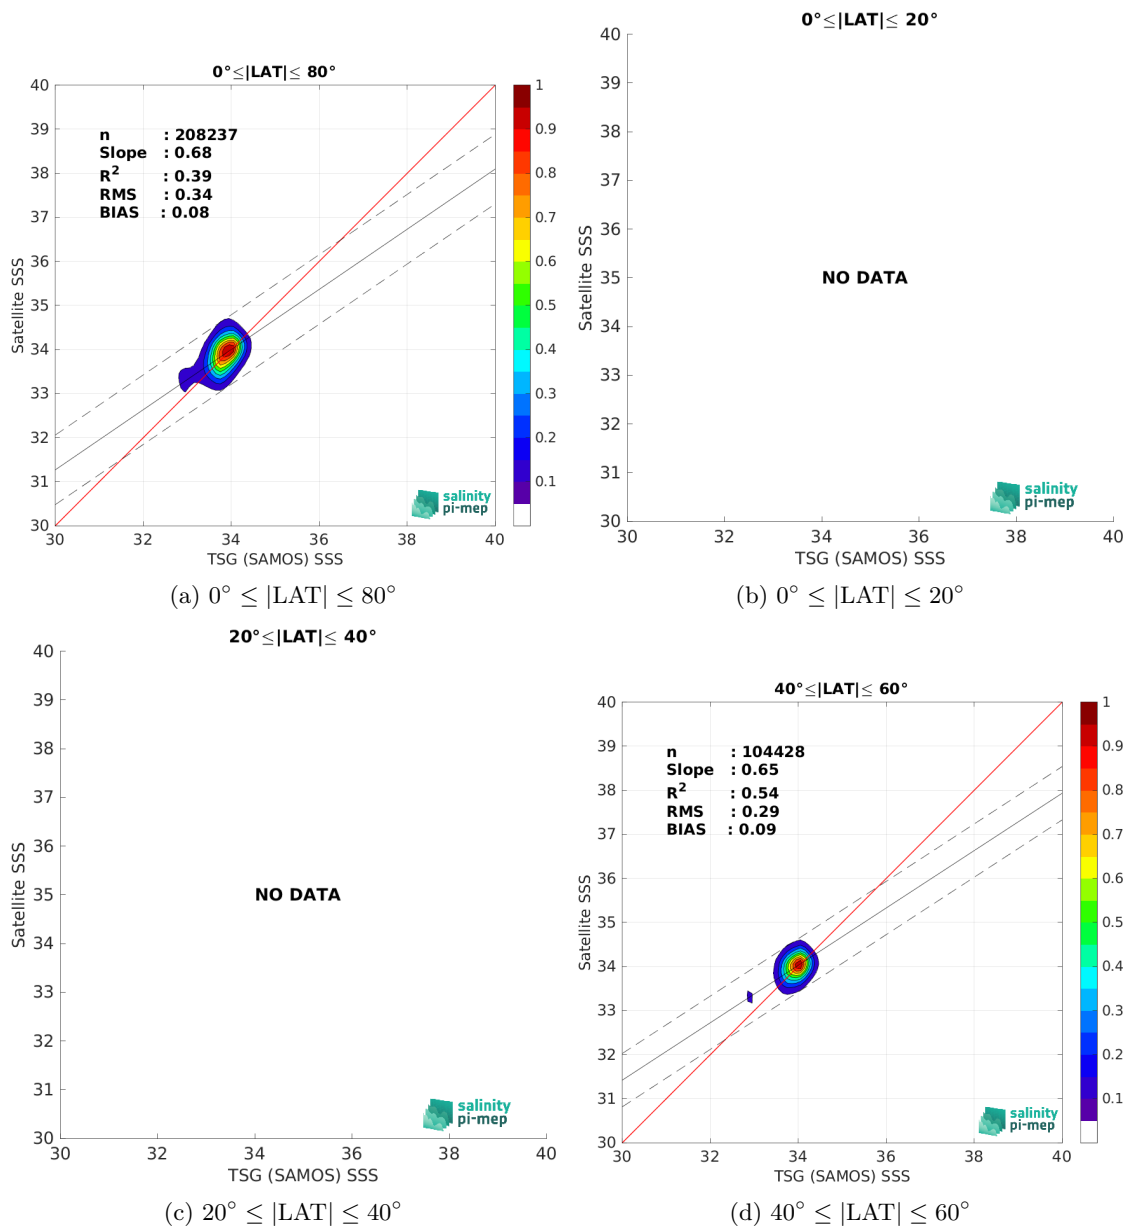 0°≤|LAT|≤ 80°
40
39
38
37
36
35
34
33
32
31
30
Satellite SSS
n : 208237
Slope : 0.68
R² : 0.39
RMS : 0.34
BIAS : 0.08
salinity
pi-mep
30 32 34 36 38 40
TSG (SAMOS) SSS
1
0.9
0.8
0.7
0.6
0.5
0.4
0.3
0.2
0.1
(a) 0° ≤ |LAT| ≤ 80°
0°≤|LAT|≤ 20°
40
39
38
37
36
35
34
33
32
31
30
Satellite SSS
NO DATA
salinity
pi-mep
30 32 34 36 38 40
TSG (SAMOS) SSS
(b) 0° ≤ |LAT| ≤ 20°
20°≤|LAT|≤ 40°
40
39
38
37
36
35
34
33
32
31
30
Satellite SSS
NO DATA
salinity
pi-mep
30 32 34 36 38 40
TSG (SAMOS) SSS
(c) 20° ≤ |LAT| ≤ 40°
40°≤|LAT|≤ 60°
40
39
38
37
36
35
34
33
32
31
30
Satellite SSS
n : 104428
Slope : 0.65
R² : 0.54
RMS : 0.29
BIAS : 0.09
salinity
pi-mep
30 32 34 36 38 40
TSG (SAMOS) SSS
1
0.9
0.8
0.7
0.6
0.5
0.4
0.3
0.2
0.1
(d) 40° ≤ |LAT| ≤ 60°